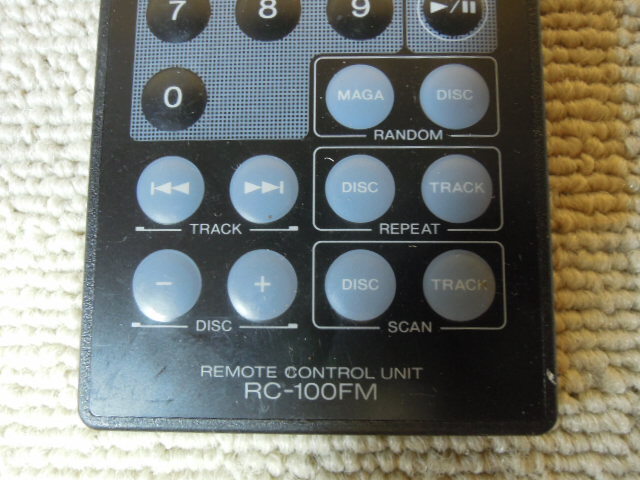 7 8 9 ►/II
0
MAGA DISC
RANDOM
DISC TRACK
TRACK REPEAT
− + DISC TRACK
DISC SCAN
REMOTE CONTROL UNIT
RC-100FM